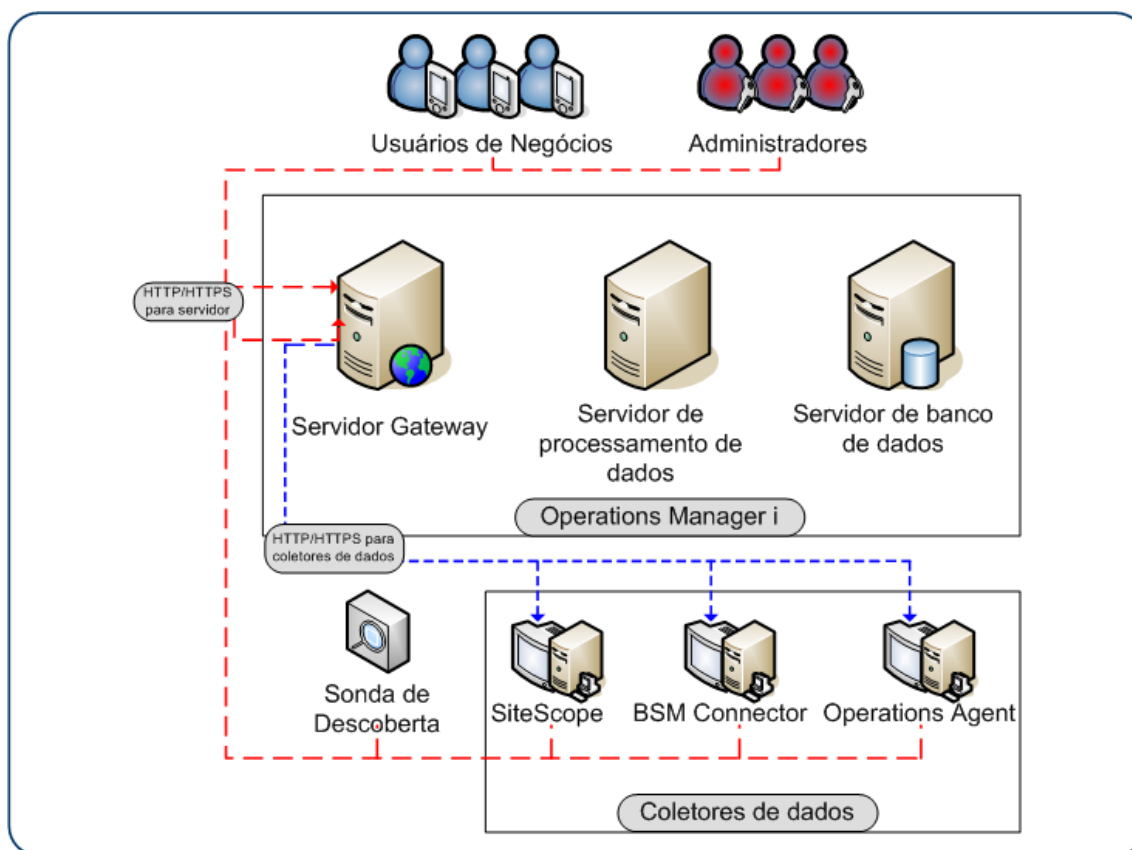 Usuários de Negócios
Administradores
HTTP/HTTPS
para servidor
Servidor Gateway
Servidor de
processamento de
dados
Servidor de banco
de dados
Operations Manager i
HTTP/HTTPS para
coletores de dados
Sonda de
Descoberta
SiteScope
BSM Connector
Operations Agent
Coletores de dados